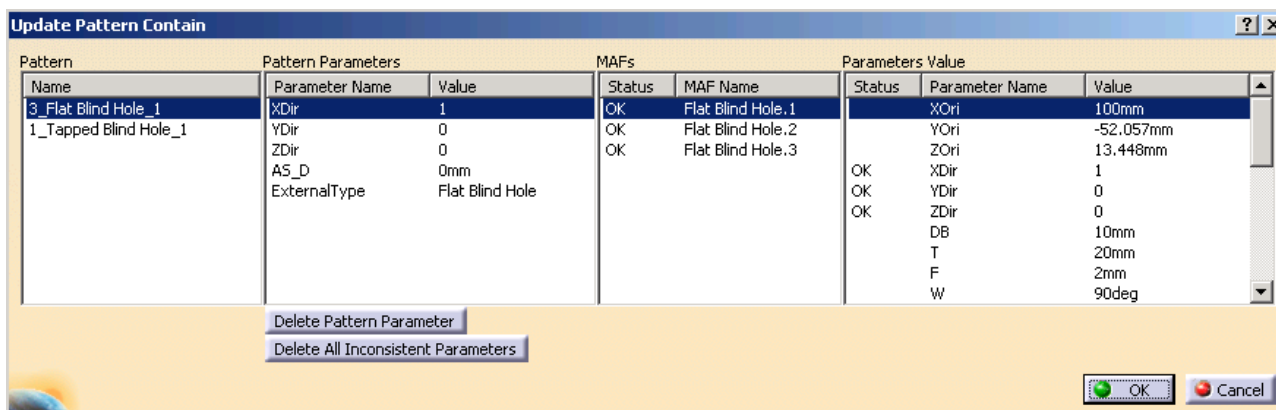 Update Pattern Contain ? X
Pattern Pattern Parameters MAFs Parameters Value
Name Parameter Name Value Status MAF Name Status Parameter Name Value
3_Flat Blind Hole_1 XDir 1 OK Flat Blind Hole.1 XOri 100mm
1_Tapped Blind Hole_1 YDir 0 OK Flat Blind Hole.2 YOri -52.057mm
ZDir 0 OK Flat Blind Hole.3 ZOri 13.448mm
AS_D 0mm OK XDir 1
ExternalType Flat Blind Hole OK YDir 0
OK ZDir 0
DB 10mm
T 20mm
F 2mm
W 90deg
Delete Pattern Parameter
Delete All Inconsistent Parameters
OK Cancel